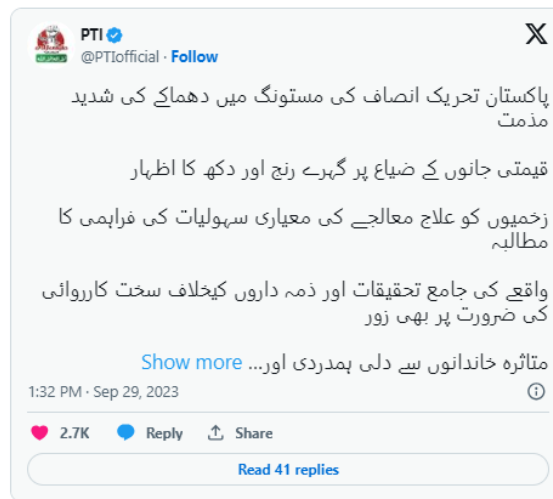 PTI
@PTIofficial · Follow
پاکستان تحریک انصاف کی مستونگ میں دھماکے کی شدید
مذمت
قیمتی جانوں کے ضیاع پر گہرے رنج اور دکھ کا اظہار
زخمیوں کو علاج معالجے کی معیاری سہولیات کی فراہمی کا
مطالبہ
واقعے کی جامع تحقیقات اور ذمہ داروں کیخلاف سخت کارروائی
کی ضرورت پر بھی زور
متاثرہ خاندانوں سے دلی ہمدردی اور... Show more
1:32 PM · Sep 29, 2023
2.7K Reply Share
Read 41 replies